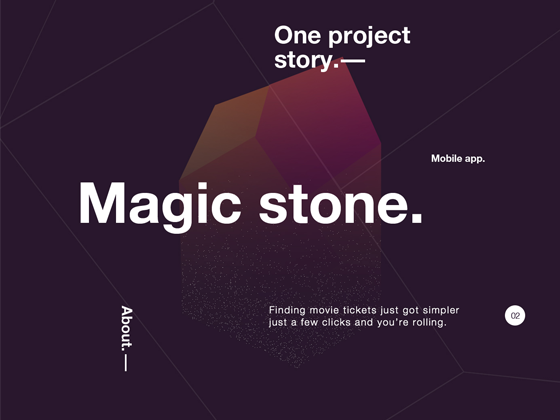 One project
story.—
Mobile app.
Magic stone.
About. —
Finding movie tickets just got simpler
just a few clicks and you're rolling.
02